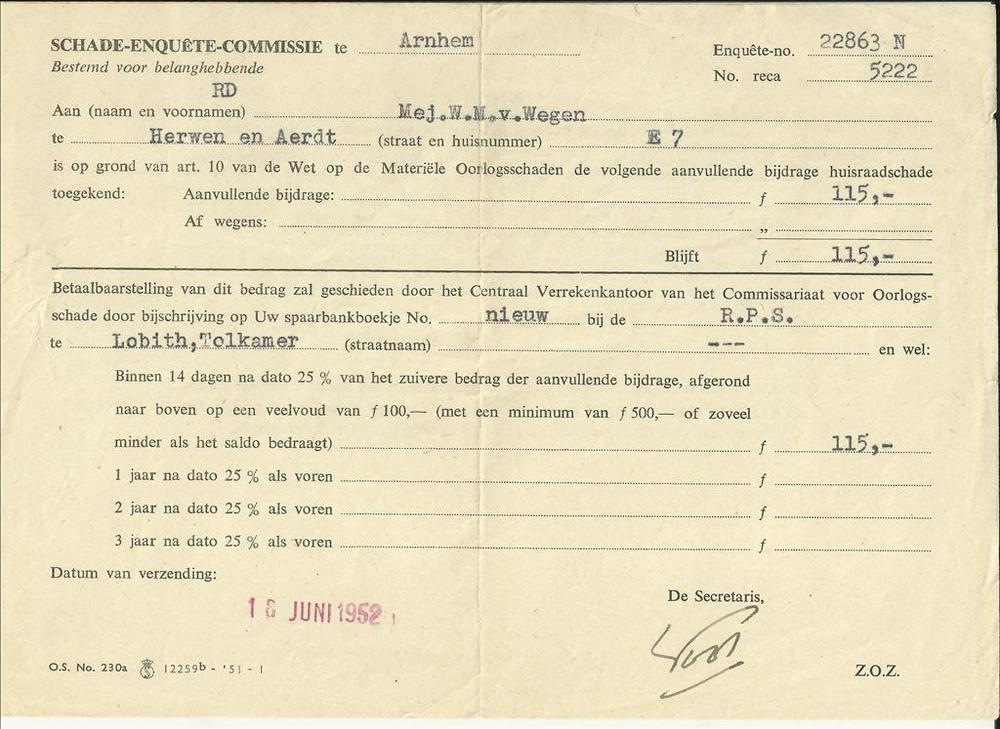 SCHADE-ENQUÊTE-COMMISSIE te Arnhem Enquête-no. 22863 N
Bestemd voor belanghebbende No. reca 5222
RD
Aan (naam en voornamen) Mej.W.M.v.Wegen
te Herwen en Aerdt (straat en huisnummer) E 7
is op grond van art. 10 van de Wet op de Materiële Oorlogsschaden de volgende aanvullende bijdrage huisraadschade
toegekend: Aanvullende bijdrage: f 115,-
Af wegens: „
Blijft f 115,-
Betaalbaarstelling van dit bedrag zal geschieden door het Centraal Verrekenkantoor van het Commissariaat voor Oorlogs-
schade door bijschrijving op Uw spaarbankboekje No. nieuw bij de R.P.S.
te Lobith,Tolkamer (straatnaam) --- en wel:
Binnen 14 dagen na dato 25 % van het zuivere bedrag der aanvullende bijdrage, afgerond
naar boven op een veelvoud van f 100,— (met een minimum van f 500,— of zoveel
minder als het saldo bedraagt) f 115,-
1 jaar na dato 25 % als voren f
2 jaar na dato 25 % als voren f
3 jaar na dato 25 % als voren f
Datum van verzending:
De Secretaris,
JUNI 1952
O.S. No. 230a 12259b - '51 - 1 Z.O.Z.